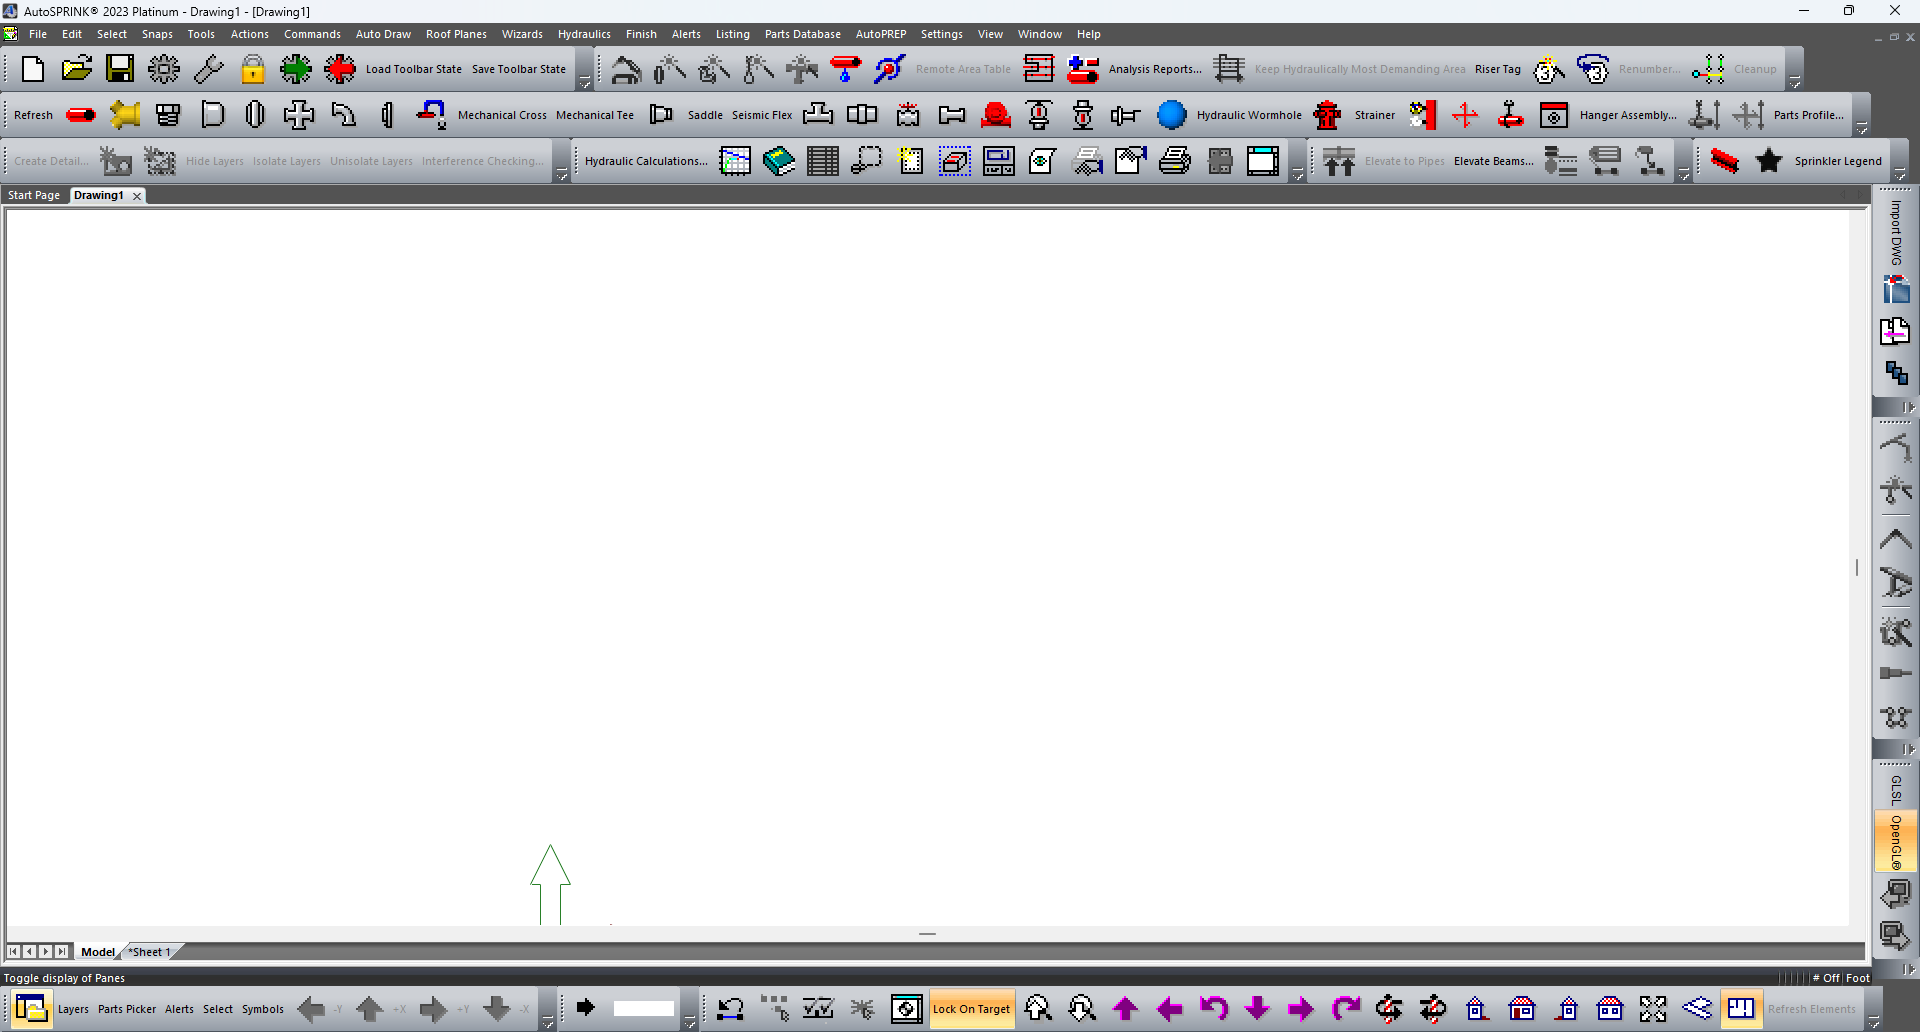 AutoSPRINK® 2023 Platinum - Drawing1 - [Drawing1]
File Edit Select Snaps Tools Actions Commands Auto Draw Roof Planes Wizards Hydraulics Finish Alerts Listing Parts Database AutoPREP Settings View Window Help
Load Toolbar State Save Toolbar State Remote Area Table Analysis Reports... Keep Hydraulically Most Demanding Area Riser Tag Renumber... Cleanup
Refresh Mechanical Cross Mechanical Tee Saddle Seismic Flex Hydraulic Wormhole Strainer Hanger Assembly... Parts Profile...
Create Detail... Hide Layers Isolate Layers Unisolate Layers Interference Checking... Hydraulic Calculations... Elevate to Pipes Elevate Beams... Sprinkler Legend
Start Page Drawing1
Import DWG
GLSL
OpenGL®
Model *Sheet 1
Toggle display of Panes # Off Foot
Layers Parts Picker Alerts Select Symbols -Y +X +Y -X Lock On Target Refresh Elements